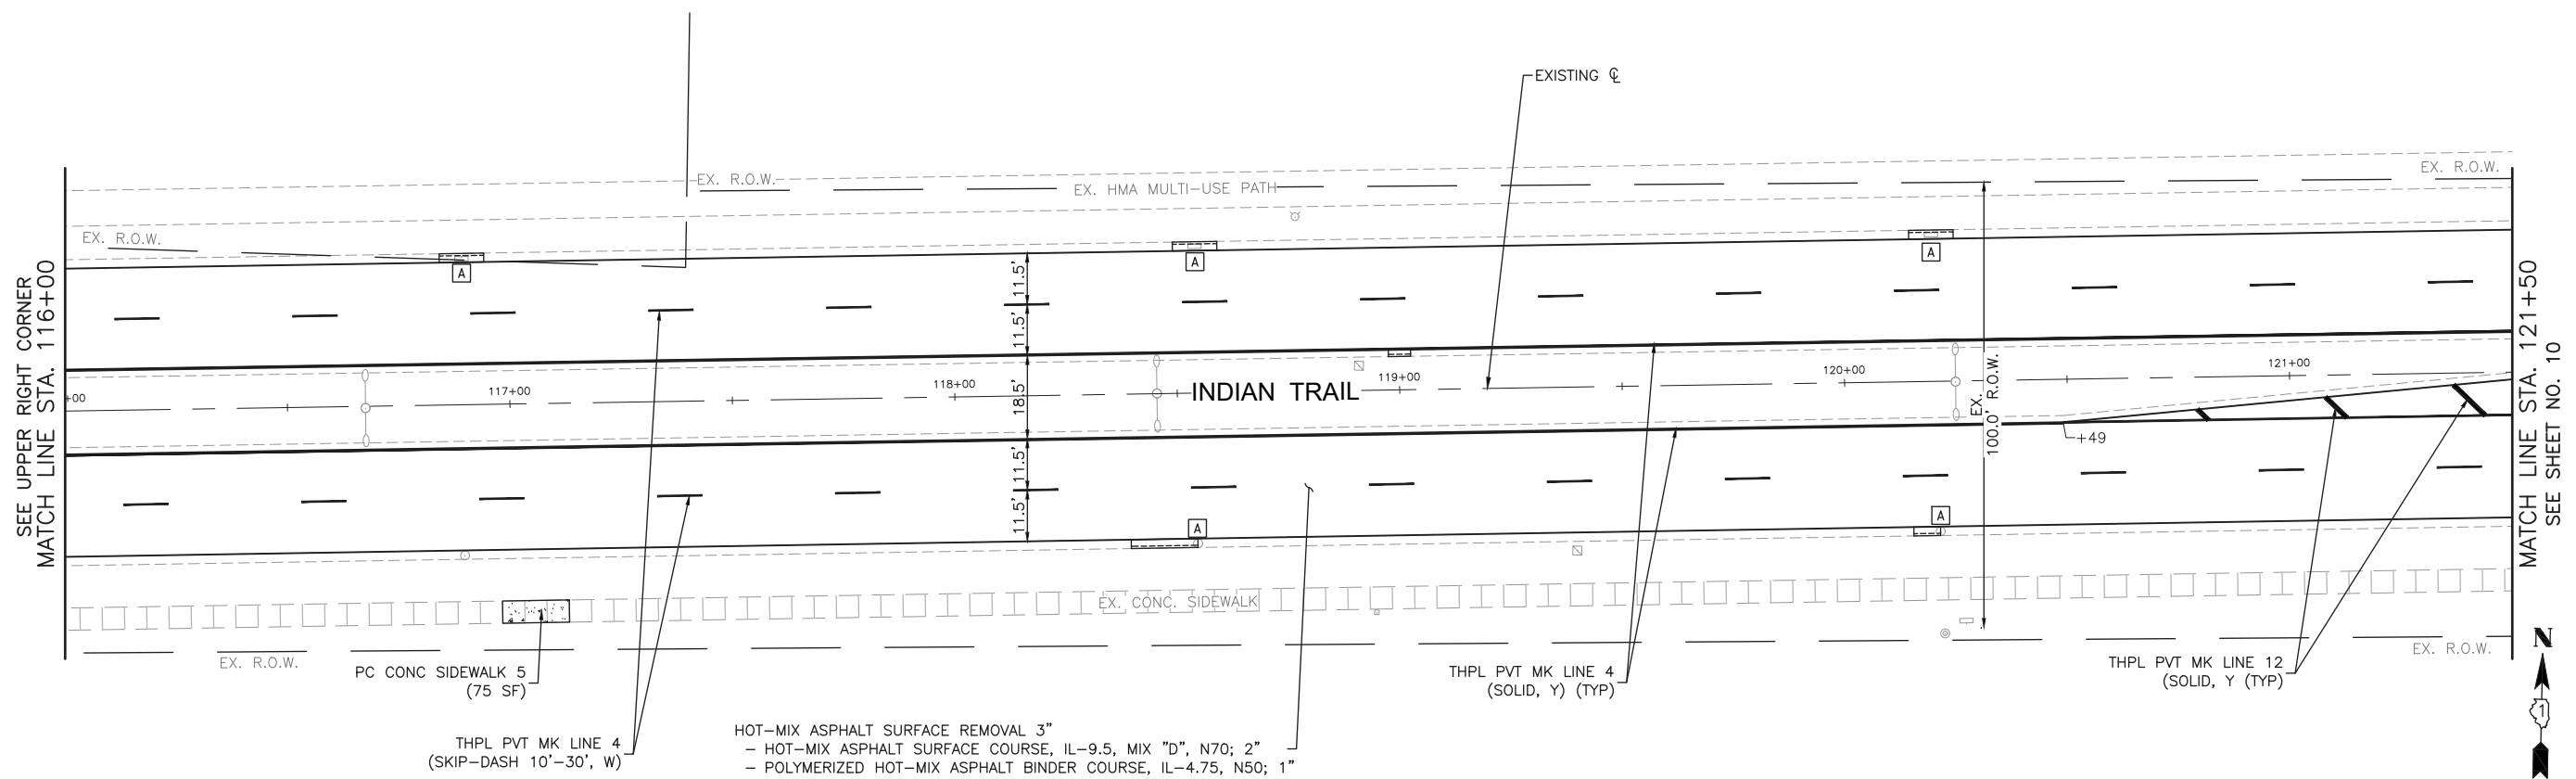 EXISTING ℄
EX. R.O.W.
EX. HMA MULTI-USE PATH
EX. R.O.W.
EX. R.O.W.
A
A
A
SEE UPPER RIGHT CORNER
MATCH LINE STA. 116+00
11.5'
11.5'
18.5'
11.5'
11.5'
+00
117+00
118+00
INDIAN TRAIL
119+00
120+00
121+00
EX.
100.0' R.O.W.
+49
MATCH LINE STA. 121+50
SEE SHEET NO. 10
A
A
EX. CONC. SIDEWALK
EX. R.O.W.
EX. R.O.W.
PC CONC SIDEWALK 5
(75 SF)
THPL PVT MK LINE 4
(SOLID, Y) (TYP)
THPL PVT MK LINE 12
(SOLID, Y (TYP)
THPL PVT MK LINE 4
(SKIP-DASH 10'-30', W)
HOT-MIX ASPHALT SURFACE REMOVAL 3"
- HOT-MIX ASPHALT SURFACE COURSE, IL-9.5, MIX "D", N70; 2"
- POLYMERIZED HOT-MIX ASPHALT BINDER COURSE, IL-4.75, N50; 1"
N
1